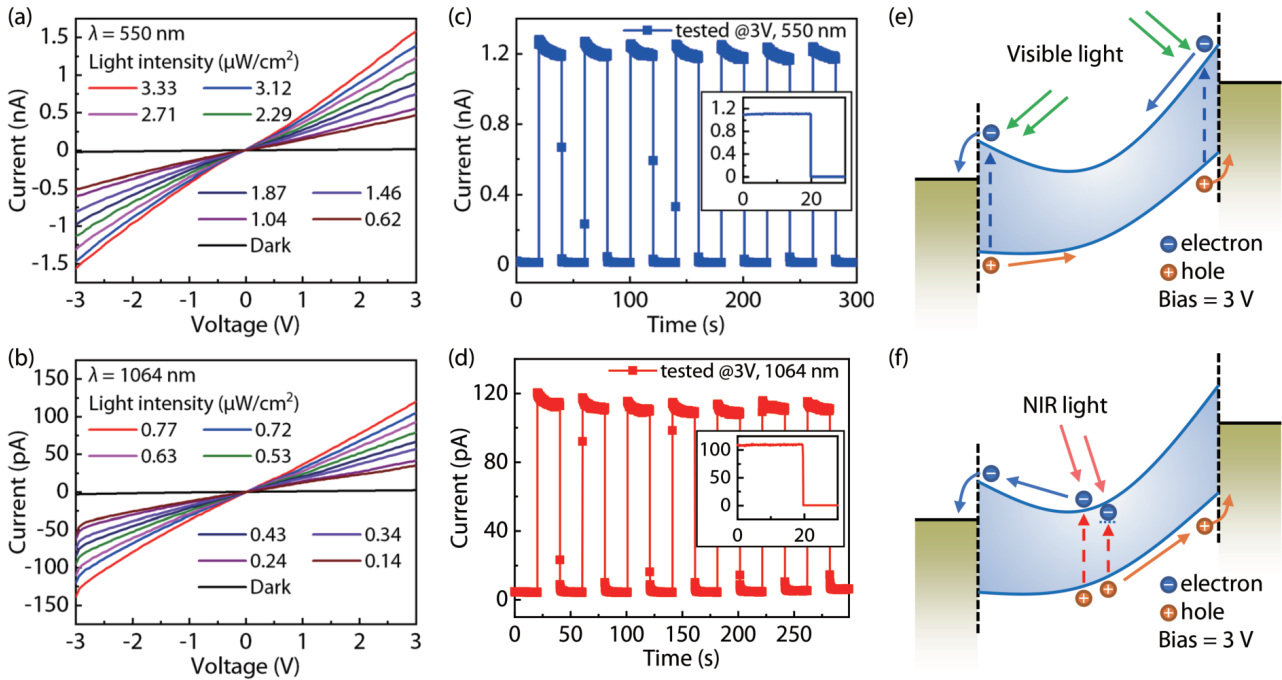 (a)
λ = 550 nm
Light intensity (μW/cm²)
3.33 3.12
2.71 2.29
1.87 1.46
1.04 0.62
Dark
Current (nA)
1.5
1.0
0.5
0
-0.5
-1
-1.5
-3 -2 -1 0 1 2 3
Voltage (V)
(b)
λ = 1064 nm
Light intensity (μW/cm²)
0.77 0.72
0.63 0.53
0.43 0.34
0.24 0.14
Dark
Current (pA)
150
100
50
0
-50
-100
-150
-3 -2 -1 0 1 2 3
Voltage (V)
(c)
tested @3V, 550 nm
Current (nA)
1.2
0.8
0.4
0
0 50 100 150 200 250 300
Time (s)
1.2
0.8
0.4
0
0 20
(d)
tested @3V, 1064 nm
Current (pA)
120
80
40
0
0 50 100 150 200 250
Time (s)
100
50
0
0 20
(e)
Visible light
electron
hole
Bias = 3 V
(f)
NIR light
electron
hole
Bias = 3 V